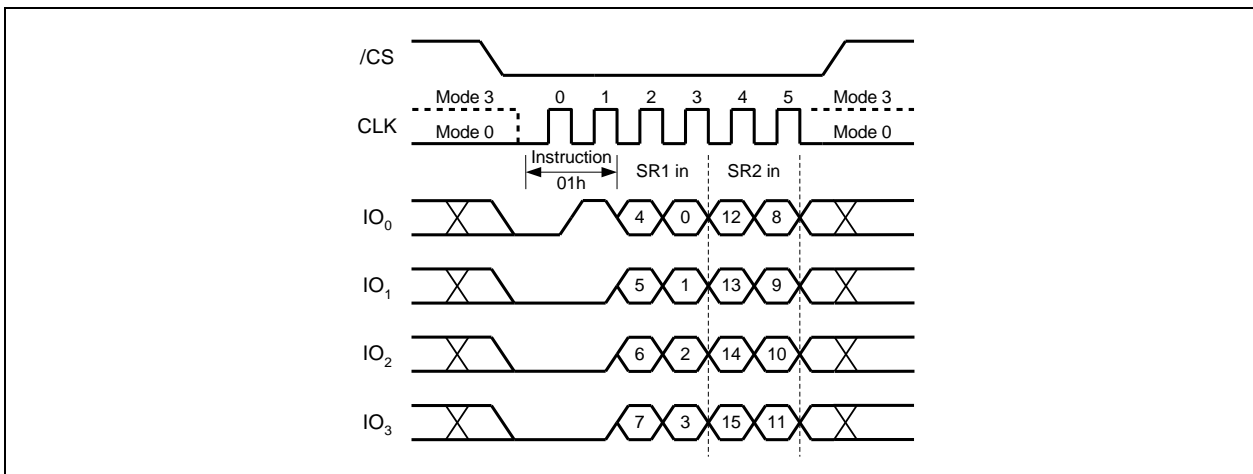 /CS
Mode 3 0 1 2 3 4 5 Mode 3
CLK Mode 0 Mode 0
Instruction SR1 in SR2 in
01h
IO0 4 0 12 8
IO1 5 1 13 9
IO2 6 2 14 10
IO3 7 3 15 11